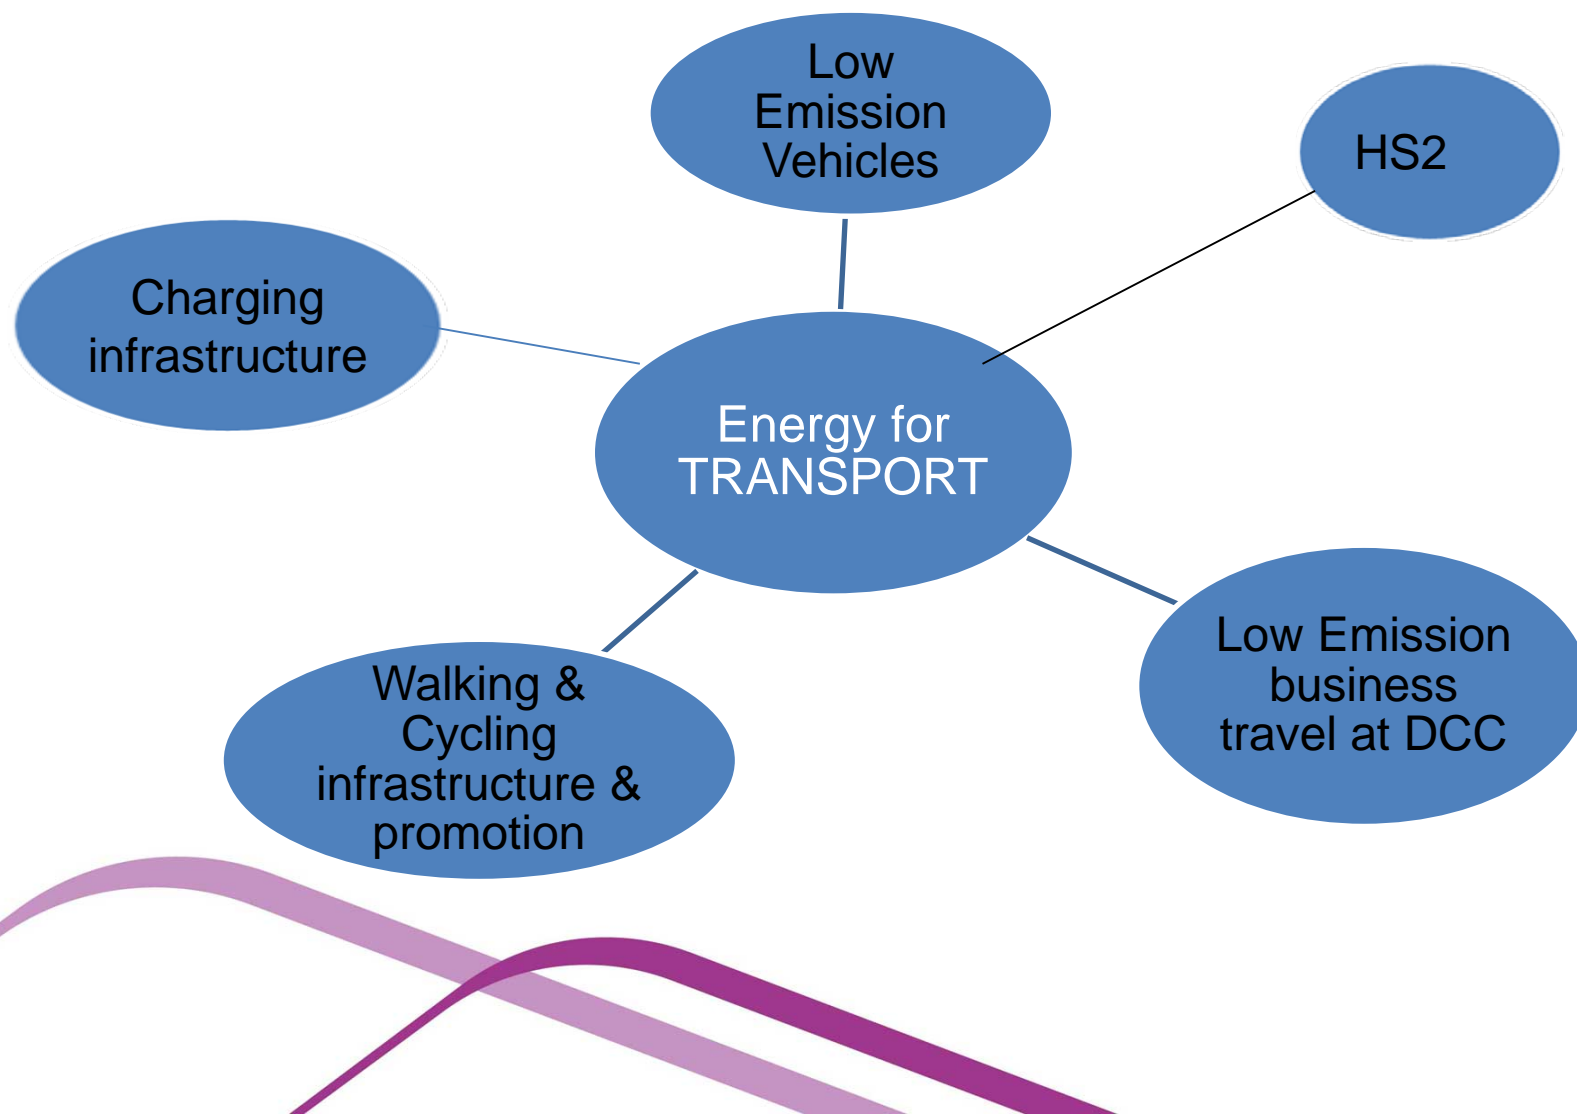 Low
Emission
Vehicles
HS2
Charging
infrastructure
Energy for
TRANSPORT
Low Emission
business
travel at DCC
Walking &
Cycling
infrastructure &
promotion